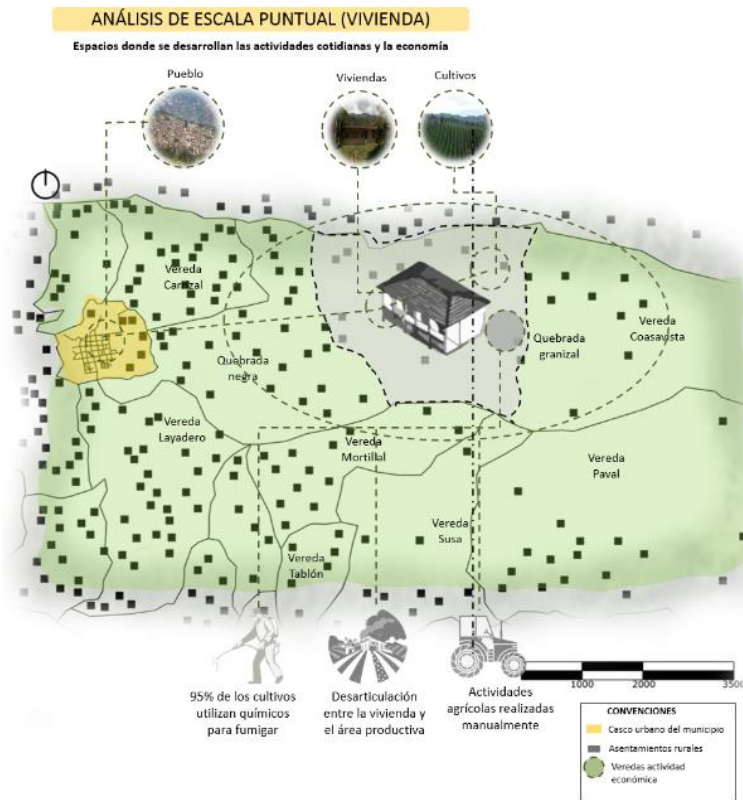 ANÁLISIS DE ESCALA PUNTUAL (VIVIENDA)
Espacios donde se desarrollan las actividades cotidianas y la economía
Pueblo
Viviendas
Cultivos
Vereda
Carrizal
Quebrada
negra
Quebrada
granizal
Vereda
Coasavista
Vereda
Layadero
Vereda
Mortillal
Vereda
Paval
Vereda
Susa
Vereda
Tablón
95% de los cultivos
utilizan químicos
para fumigar
Desarticulación
entre la vivienda y
el área productiva
Actividades
agrícolas realizadas
manualmente
1000
2000
3500
CONVENCIONES
Casco urbano del municipio
Asentamientos rurales
Veredas actividad
económica